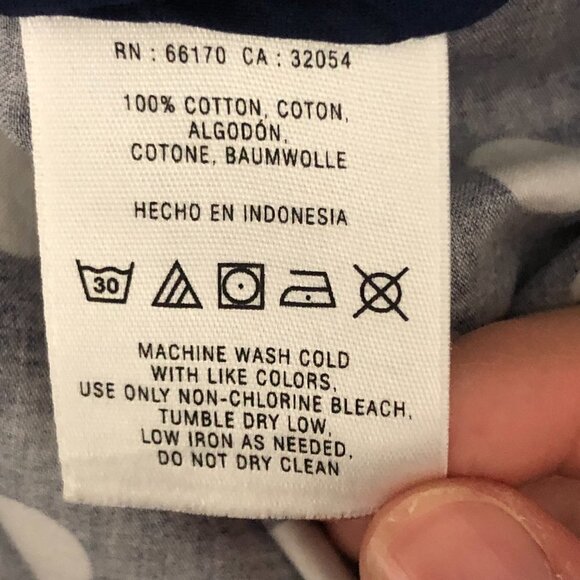 RN : 66170 CA : 32054
100% COTTON, COTON,
ALGODÓN,
COTONE, BAUMWOLLE
HECHO EN INDONESIA
30
MACHINE WASH COLD
WITH LIKE COLORS,
USE ONLY NON-CHLORINE BLEACH,
TUMBLE DRY LOW,
LOW IRON AS NEEDED,
DO NOT DRY CLEAN